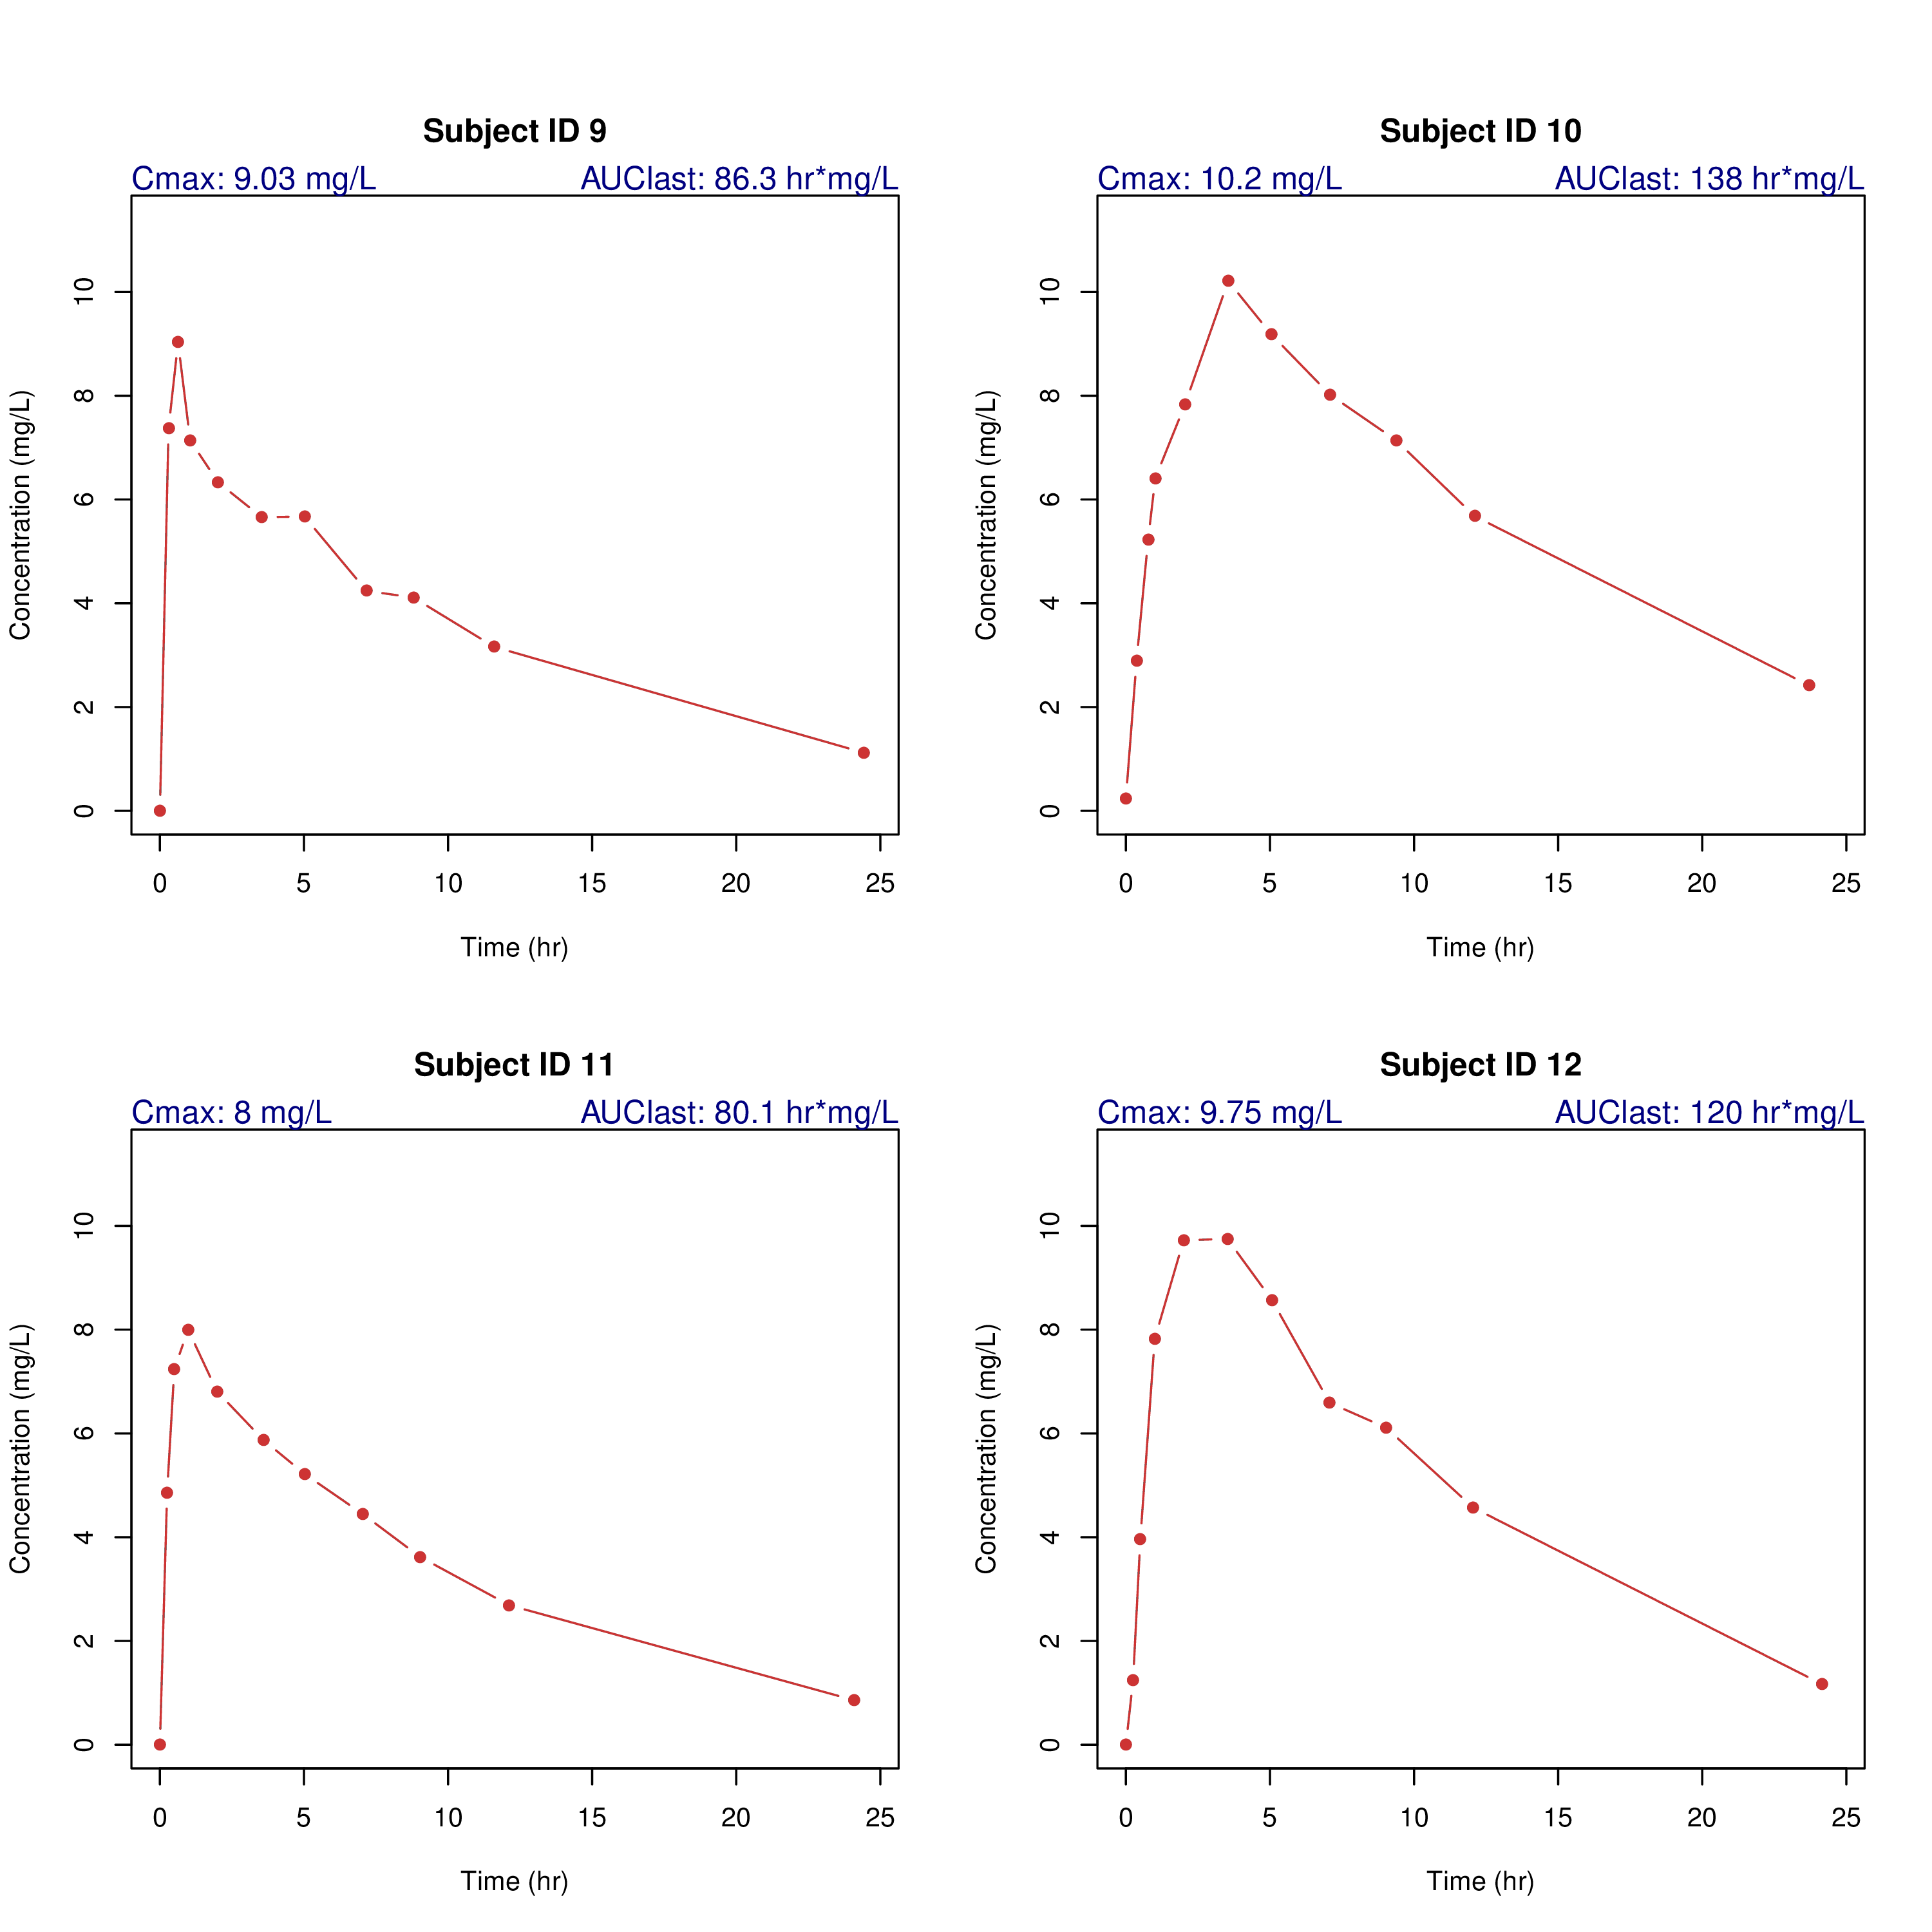 Subject ID 9
Cmax: 9.03 mg/L AUClast: 86.3 hr*mg/L
Concentration (mg/L)
10
8
6
4
2
0
0 5 10 15 20 25
Time (hr)
Subject ID 10
Cmax: 10.2 mg/L AUClast: 138 hr*mg/L
Concentration (mg/L)
10
8
6
4
2
0
0 5 10 15 20 25
Time (hr)
Subject ID 11
Cmax: 8 mg/L AUClast: 80.1 hr*mg/L
Concentration (mg/L)
10
8
6
4
2
0
0 5 10 15 20 25
Time (hr)
Subject ID 12
Cmax: 9.75 mg/L AUClast: 120 hr*mg/L
Concentration (mg/L)
10
8
6
4
2
0
0 5 10 15 20 25
Time (hr)